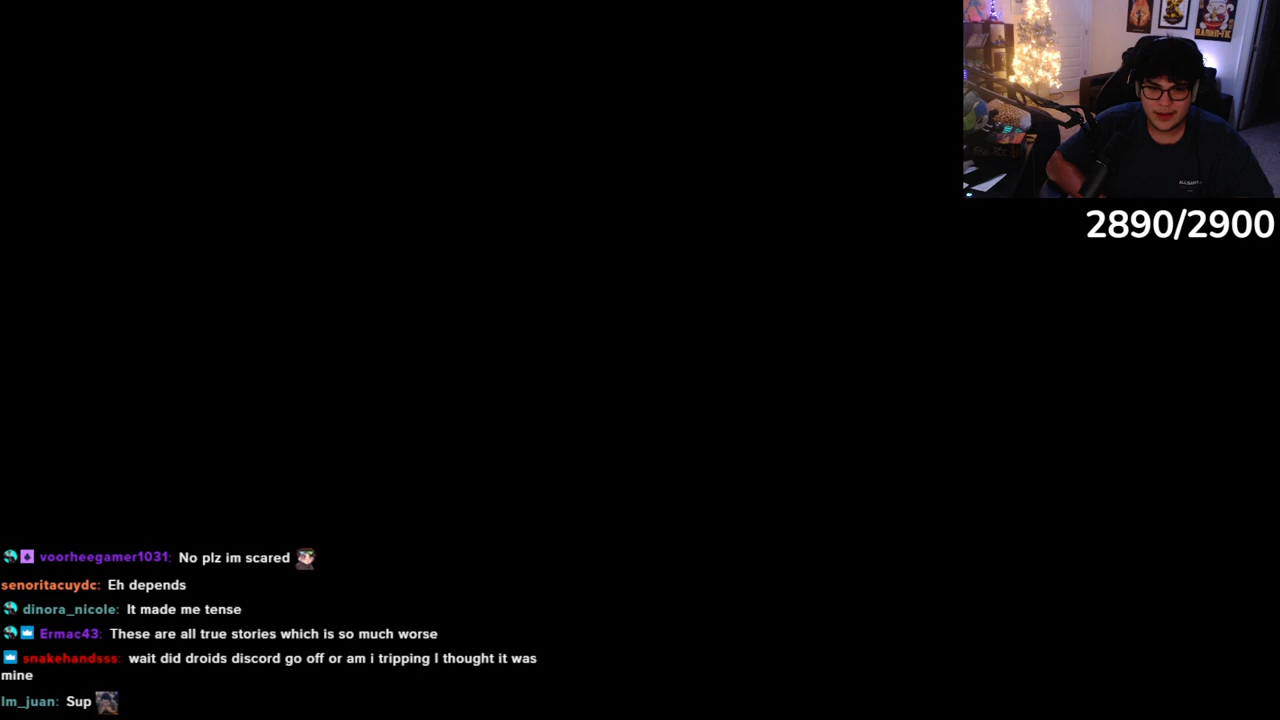 2890/2900
voorheegamer1031: No plz im scared
senoritacuydc: Eh depends
dinora_nicole: It made me tense
Ermac43: These are all true stories which is so much worse
snakehandsss: wait did droids discord go off or am i tripping I thought it was
mine
Im_juan: Sup